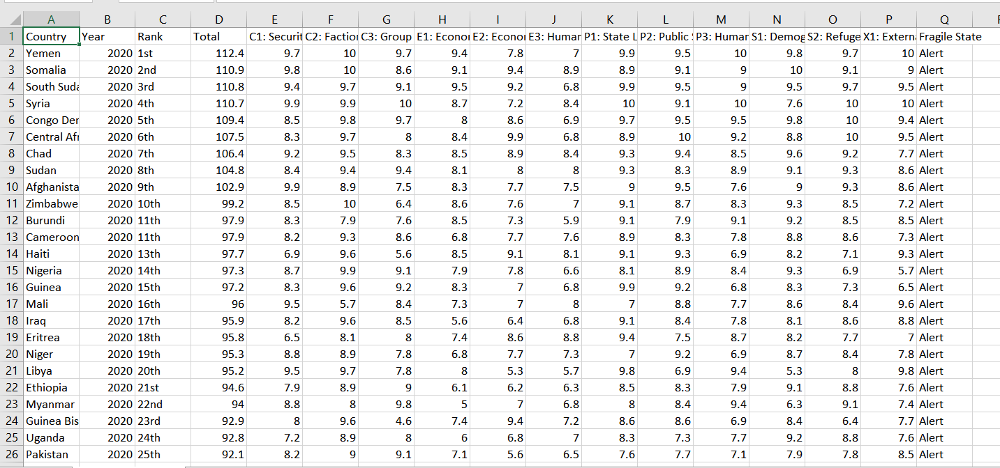 A B C D E F G H I J K L M N O P Q
1 Country Year Rank Total C1: Securit C2: Factio C3: Group E1: Econo E2: Econo E3: Humar P1: State L P2: Public P3: Humar S1: Demog S2: Refuge X1: Extern Fragile State
2 Yemen 2020 1st 112.4 9.7 10 9.7 9.4 7.8 7 9.9 9.5 10 9.8 9.7 10 Alert
3 Somalia 2020 2nd 110.9 9.8 10 8.6 9.1 9.4 8.9 8.9 9.1 9 10 9.1 9 Alert
4 South Suda 2020 3rd 110.8 9.4 9.7 9.1 9.5 9.2 6.8 9.9 9.5 9 9.5 9.7 9.5 Alert
5 Syria 2020 4th 110.7 9.9 9.9 10 8.7 7.2 8.4 10 9.1 10 7.6 10 10 Alert
6 Congo Der 2020 5th 109.4 8.5 9.8 9.7 8 8.6 6.9 9.7 9.5 9.5 9.8 10 9.4 Alert
7 Central Afr 2020 6th 107.5 8.3 9.7 8 8.4 9.9 6.8 8.9 10 9.2 8.8 10 9.5 Alert
8 Chad 2020 7th 106.4 9.2 9.5 8.3 8.5 8.9 8.4 9.3 9.4 8.5 9.6 9.2 7.7 Alert
9 Sudan 2020 8th 104.8 8.4 9.4 9.4 8.1 8 8 9.3 8.3 8.9 9.1 9.3 8.6 Alert
10 Afghanista 2020 9th 102.9 9.9 8.9 7.5 8.3 7.7 7.5 9 9.5 7.6 9 9.3 8.6 Alert
11 Zimbabwe 2020 10th 99.2 8.5 10 6.4 8.6 7.6 7 9.1 8.7 8.3 9.3 8.5 7.2 Alert
12 Burundi 2020 11th 97.9 8.3 7.9 7.6 8.5 7.3 5.9 9.1 7.9 9.1 9.2 8.5 8.5 Alert
13 Cameroon 2020 11th 97.9 8.2 9.3 8.6 6.8 7.7 7.6 8.9 8.3 7.8 8.8 8.6 7.3 Alert
14 Haiti 2020 13th 97.7 6.9 9.6 5.6 8.5 9.1 8.1 9.1 9.3 6.9 8.2 7.1 9.3 Alert
15 Nigeria 2020 14th 97.3 8.7 9.9 9.1 7.9 7.8 6.6 8.1 8.9 8.4 9.3 6.9 5.7 Alert
16 Guinea 2020 15th 97.2 8.3 9.6 9.2 8.3 7 6.8 9.9 9.2 6.8 8.3 7.3 6.5 Alert
17 Mali 2020 16th 96 9.5 5.7 8.4 7.3 7 8 7 8.8 7.7 8.6 8.4 9.6 Alert
18 Iraq 2020 17th 95.9 8.2 9.6 8.5 5.6 6.4 6.8 9.1 8.4 7.8 8.1 8.6 8.8 Alert
19 Eritrea 2020 18th 95.8 6.5 8.1 8 7.4 8.6 8.8 9.4 7.5 8.7 8.2 7.7 7 Alert
20 Niger 2020 19th 95.3 8.8 8.9 7.8 6.8 7.7 7.3 7 9.2 6.9 8.7 8.4 7.8 Alert
21 Libya 2020 20th 95.2 9.5 9.7 7.8 8 5.3 5.7 9.8 6.9 9.4 5.3 8 9.8 Alert
22 Ethiopia 2020 21st 94.6 7.9 8.9 9 6.1 6.2 6.3 8.5 8.3 7.9 9.1 8.8 7.6 Alert
23 Myanmar 2020 22nd 94 8.8 8 9.8 5 7 6.8 8 8.4 9.4 6.3 9.1 7.4 Alert
24 Guinea Bis 2020 23rd 92.9 8 9.6 4.6 7.4 9.4 7.2 8.6 8.6 6.9 8.4 6.4 7.7 Alert
25 Uganda 2020 24th 92.8 7.2 8.9 8 6 6.8 7 8.3 7.3 7.7 9.2 8.8 7.6 Alert
26 Pakistan 2020 25th 92.1 8.2 9 9.1 7.1 5.6 6.5 7.6 7.7 7.1 7.9 7.8 8.5 Alert